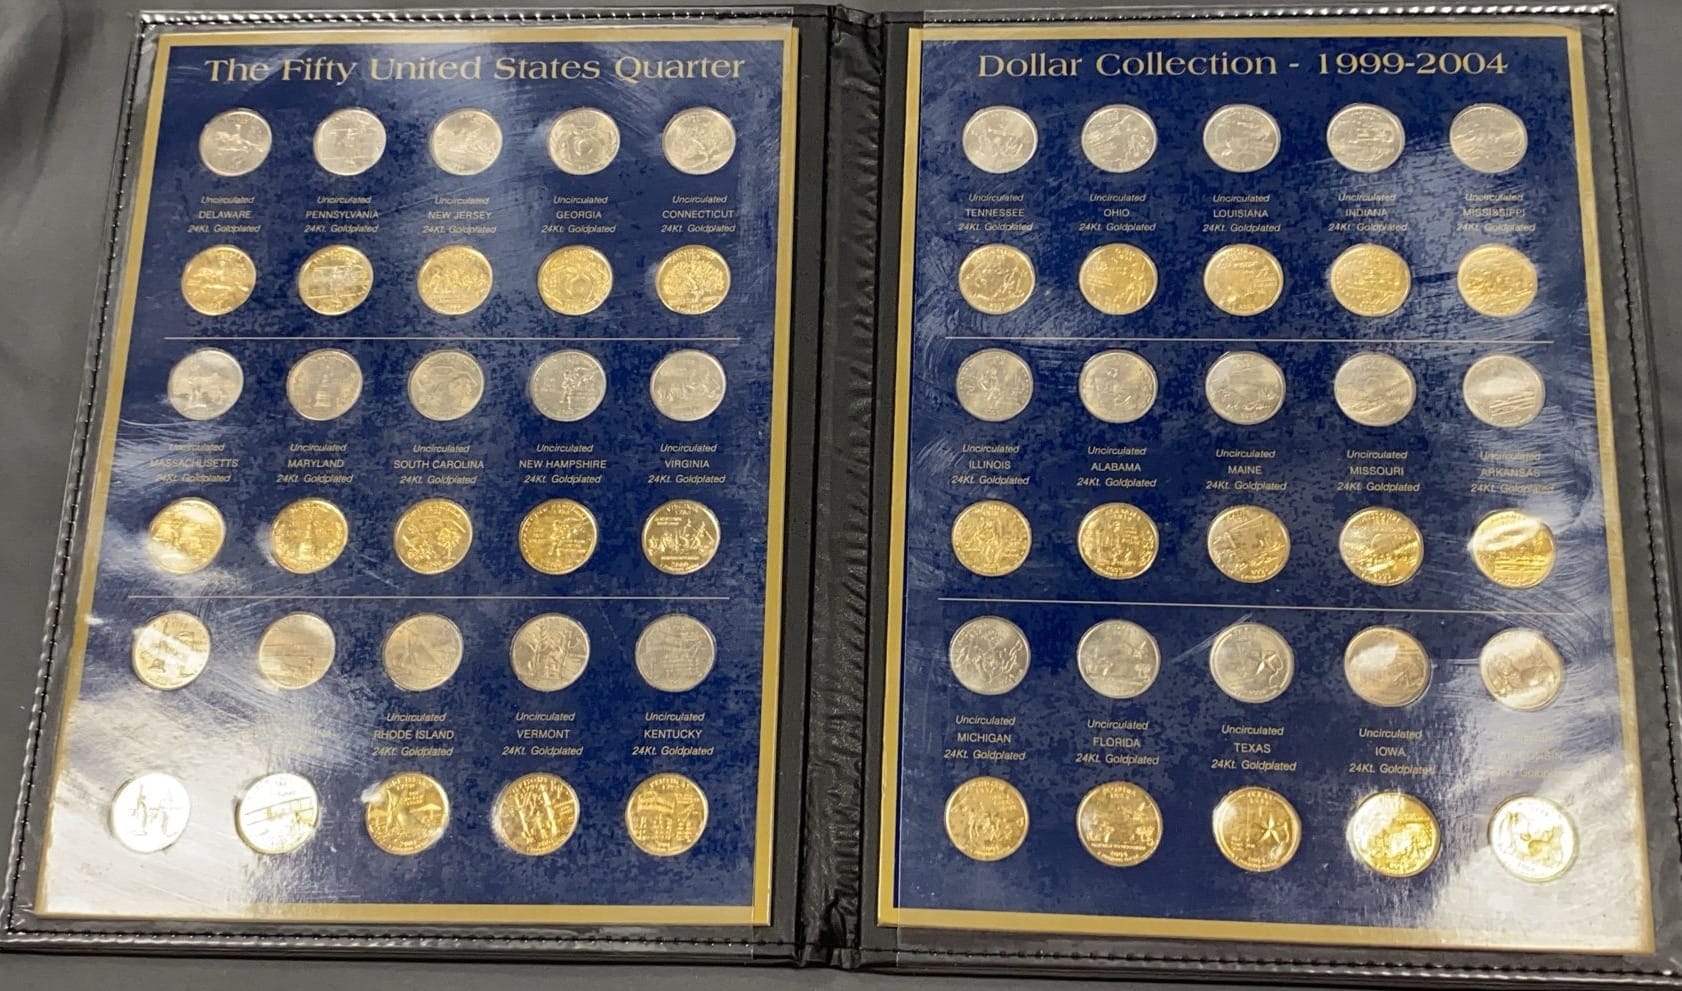 The Fifty United States Quarter
Uncirculated Uncirculated Uncirculated Uncirculated Uncirculated
DELAWARE PENNSYLVANIA NEW JERSEY GEORGIA CONNECTICUT
24Kt. Goldplated 24Kt. Goldplated 24Kt. Goldplated 24Kt. Goldplated 24Kt. Goldplated
Uncirculated Uncirculated Uncirculated Uncirculated Uncirculated
MASSACHUSETTS MARYLAND SOUTH CAROLINA NEW HAMPSHIRE VIRGINIA
24Kt. Goldplated 24Kt. Goldplated 24Kt. Goldplated 24Kt. Goldplated 24Kt. Goldplated
Uncirculated Uncirculated Uncirculated
RHODE ISLAND VERMONT KENTUCKY
24Kt. Goldplated 24Kt. Goldplated 24Kt. Goldplated
Dollar Collection - 1999-2004
Uncirculated Uncirculated Uncirculated Uncirculated Uncirculated
TENNESSEE OHIO LOUISIANA INDIANA MISSISSIPPI
24Kt. Goldplated 24Kt. Goldplated 24Kt. Goldplated 24Kt. Goldplated 24Kt. Goldplated
Uncirculated Uncirculated Uncirculated Uncirculated Uncirculated
ILLINOIS ALABAMA MAINE MISSOURI ARKANSAS
24Kt. Goldplated 24Kt. Goldplated 24Kt. Goldplated 24Kt. Goldplated 24Kt. Goldplated
Uncirculated Uncirculated Uncirculated Uncirculated
MICHIGAN FLORIDA TEXAS IOWA
24Kt. Goldplated 24Kt. Goldplated 24Kt. Goldplated 24Kt. Goldplated